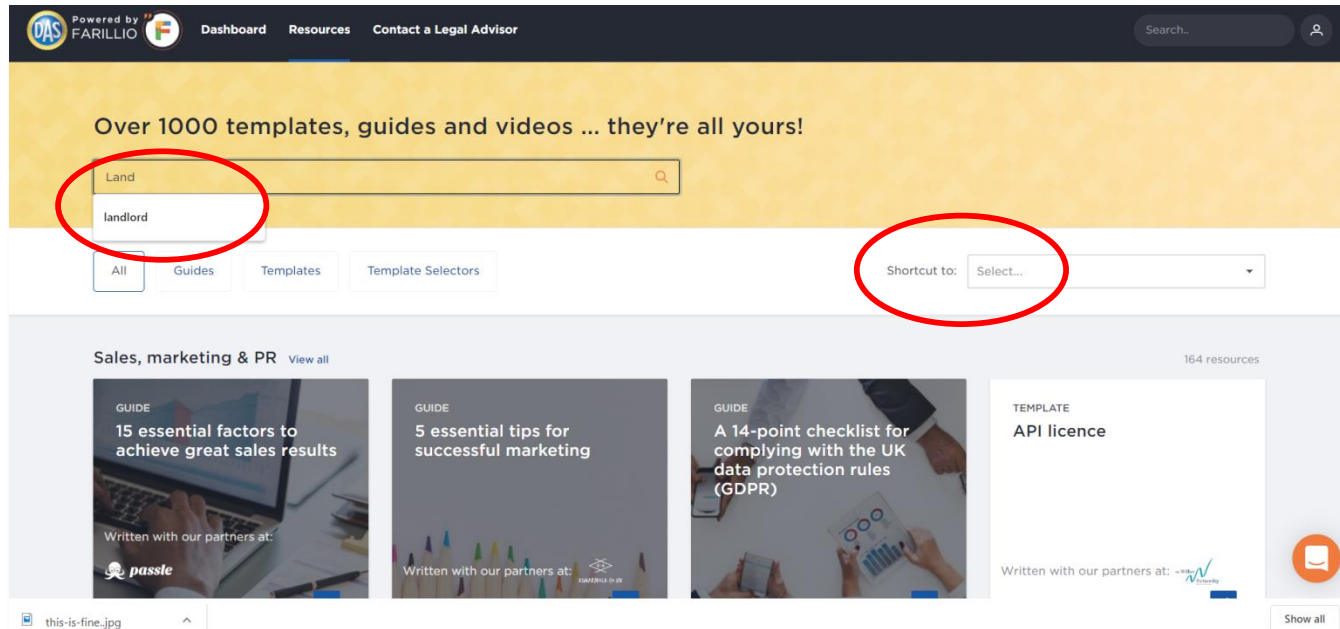 DAS
Powered by
FARILLIO
F
Dashboard Resources Contact a Legal Advisor
Search..
Over 1000 templates, guides and videos ... they're all yours!
Land
landlord
All Guides Templates Template Selectors
Shortcut to: Select...
Sales, marketing & PR View all
164 resources
GUIDE
15 essential factors to
achieve great sales results
Written with our partners at:
passle
GUIDE
5 essential tips for
successful marketing
Written with our partners at:
GUIDE
A 14-point checklist for
complying with the UK
data protection rules
(GDPR)
TEMPLATE
API licence
Written with our partners at:
this-is-fine..jpg
Show all